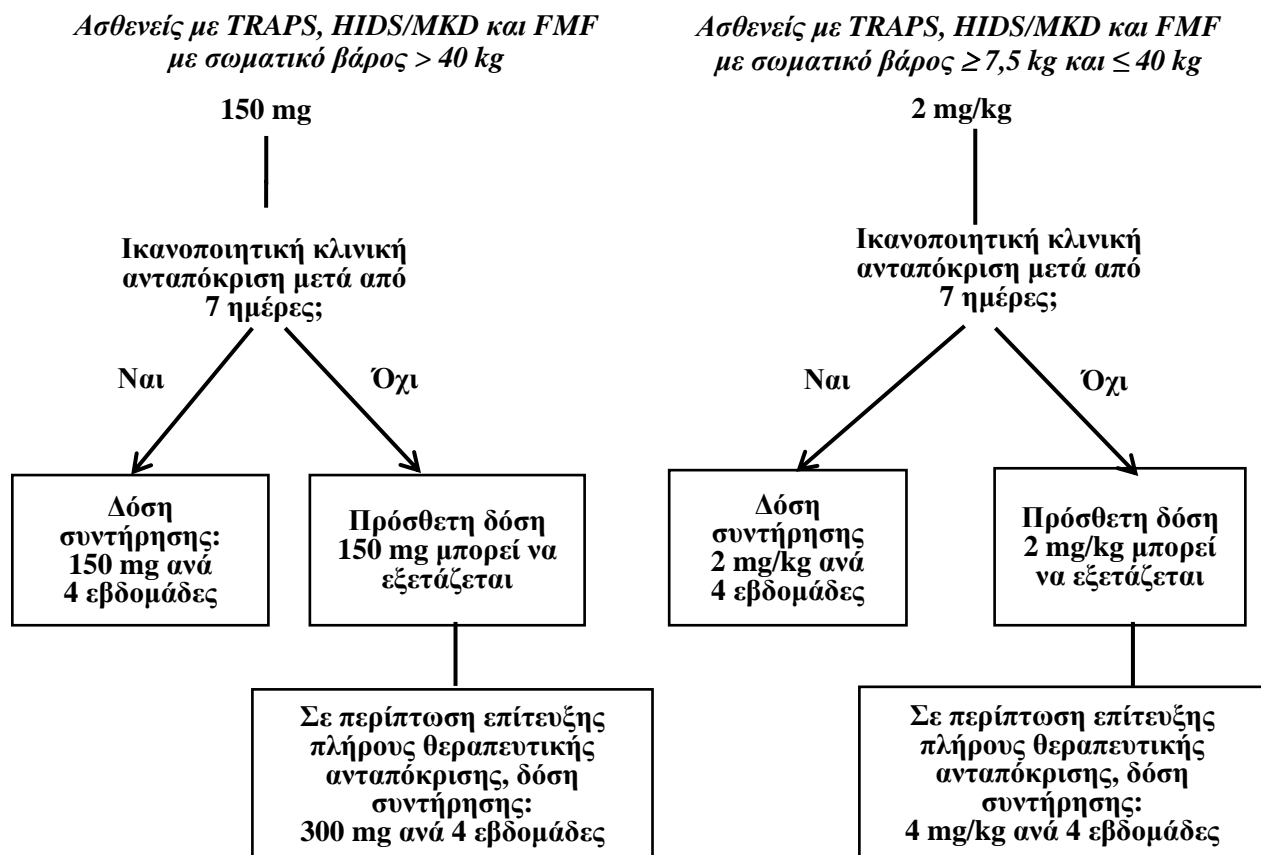 Ασθενείς με TRAPS, HIDS/MKD και FMF
με σωματικό βάρος > 40 kg
150 mg
Ικανοποιητική κλινική
ανταπόκριση μετά από
7 ημέρες;
Ναι
Όχι
Δόση
συντήρησης:
150 mg ανά
4 εβδομάδες
Πρόσθετη δόση
150 mg μπορεί να
εξετάζεται
Σε περίπτωση επίτευξης
πλήρους θεραπευτικής
ανταπόκρισης, δόση
συντήρησης:
300 mg ανά 4 εβδομάδες
Ασθενείς με TRAPS, HIDS/MKD και FMF
με σωματικό βάρος ≥ 7,5 kg και ≤ 40 kg
2 mg/kg
Ικανοποιητική κλινική
ανταπόκριση μετά από
7 ημέρες;
Ναι
Όχι
Δόση
συντήρησης
2 mg/kg ανά
4 εβδομάδες
Πρόσθετη δόση
2 mg/kg μπορεί
να εξετάζεται
Σε περίπτωση επίτευξης
πλήρους θεραπευτικής
ανταπόκρισης, δόση
συντήρησης:
4 mg/kg ανά 4 εβδομάδες